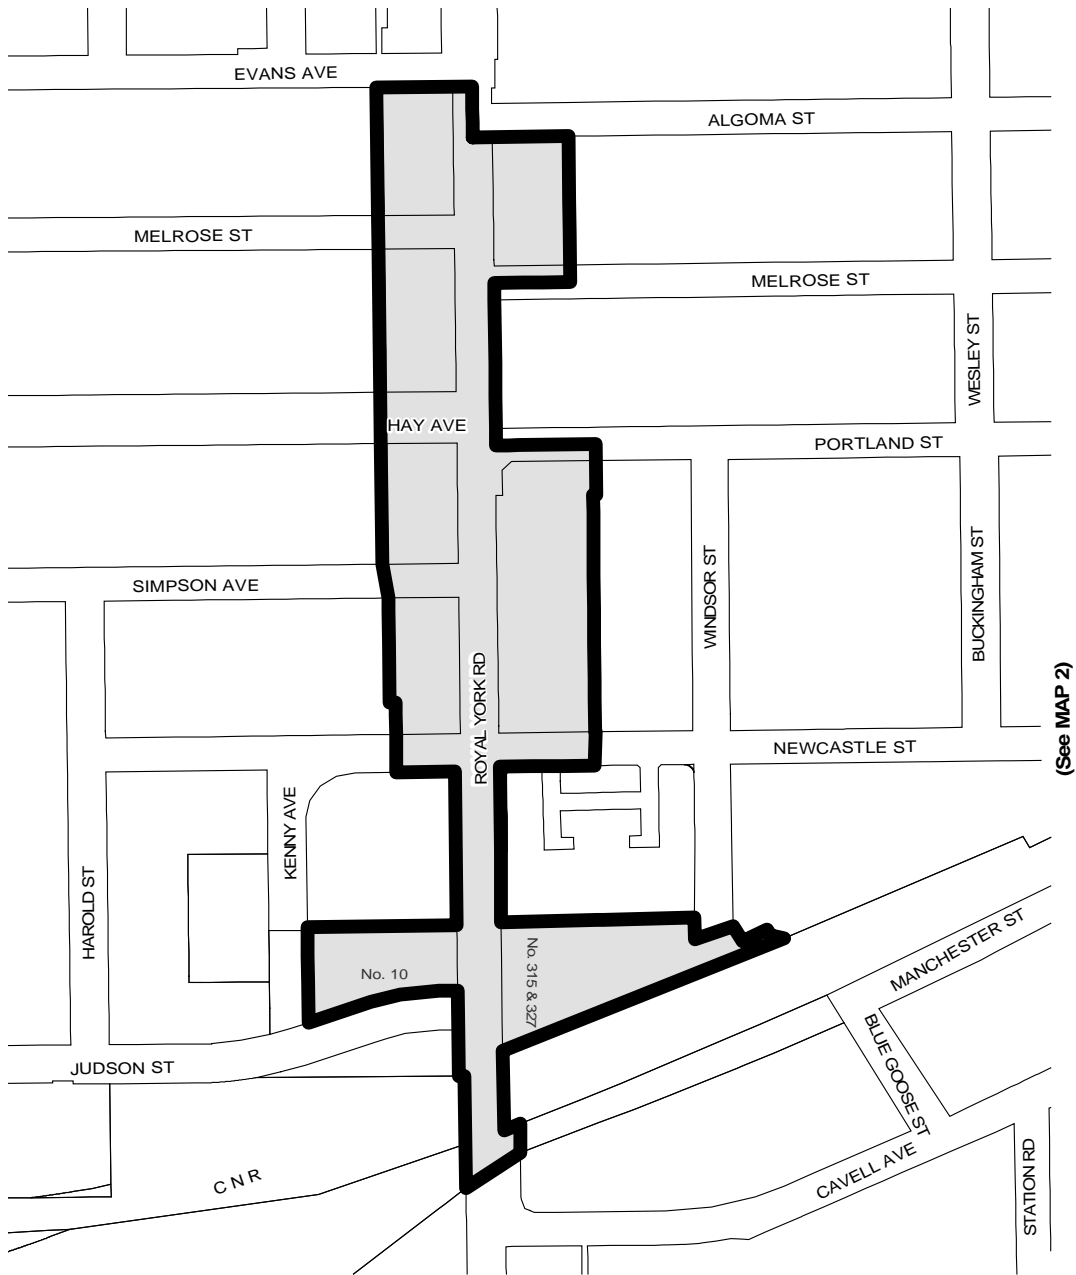 EVANS AVE
ALGOMA ST
MELROSE ST
MELROSE ST
WESLEY ST
HAY AVE
PORTLAND ST
SIMPSON AVE
WINDSOR ST
BUCKINGHAM ST
ROYAL YORK RD
(See MAP 2)
NEWCASTLE ST
KENNY AVE
HAROLD ST
No. 10
No. 315 & 327
MANCHESTER ST
JUDSON ST
BLUE GOOSE ST
CNR
CAVELL AVE
STATION RD